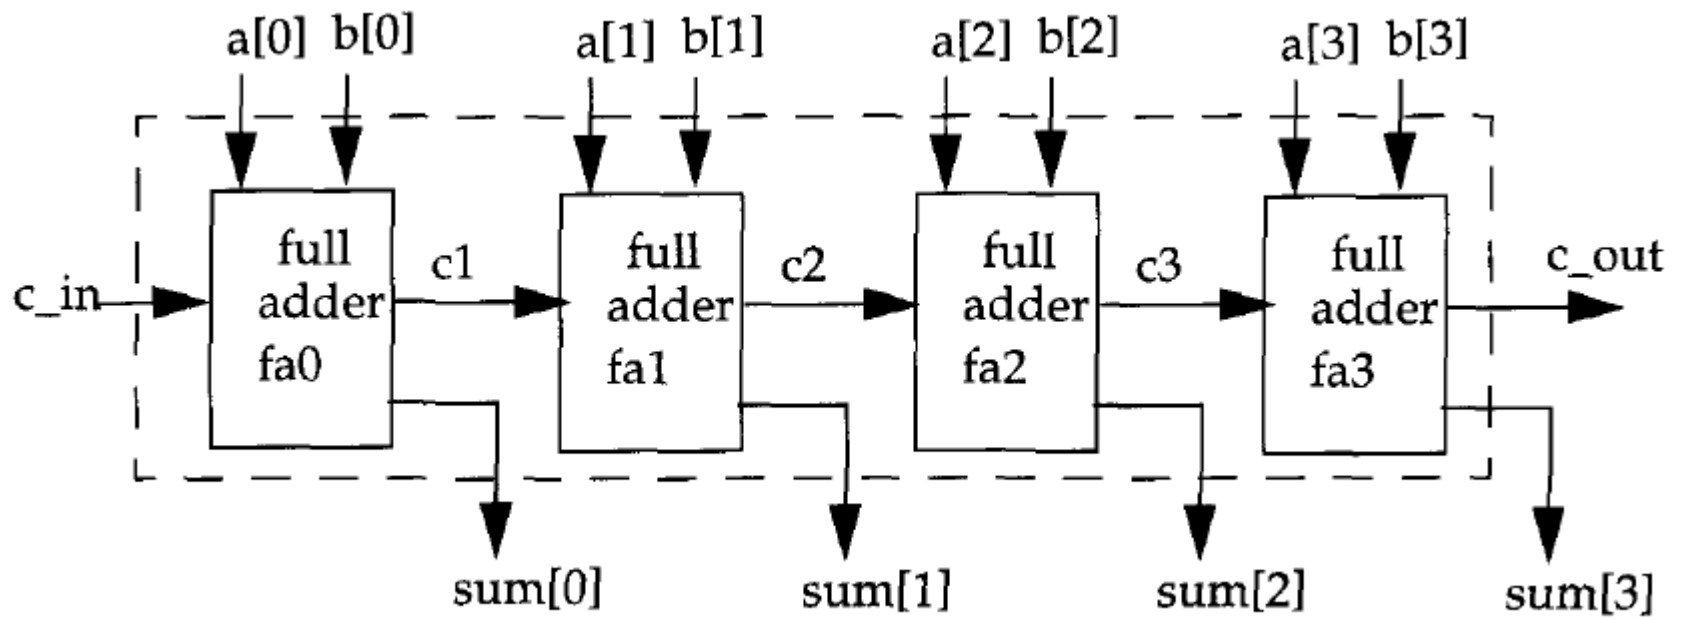 a[0] b[0] a[1] b[1] a[2] b[2] a[3] b[3]
c_in
full
adder
fa0
c1
full
adder
fa1
c2
full
adder
fa2
c3
full
adder
fa3
c_out
sum[0] sum[1] sum[2] sum[3]